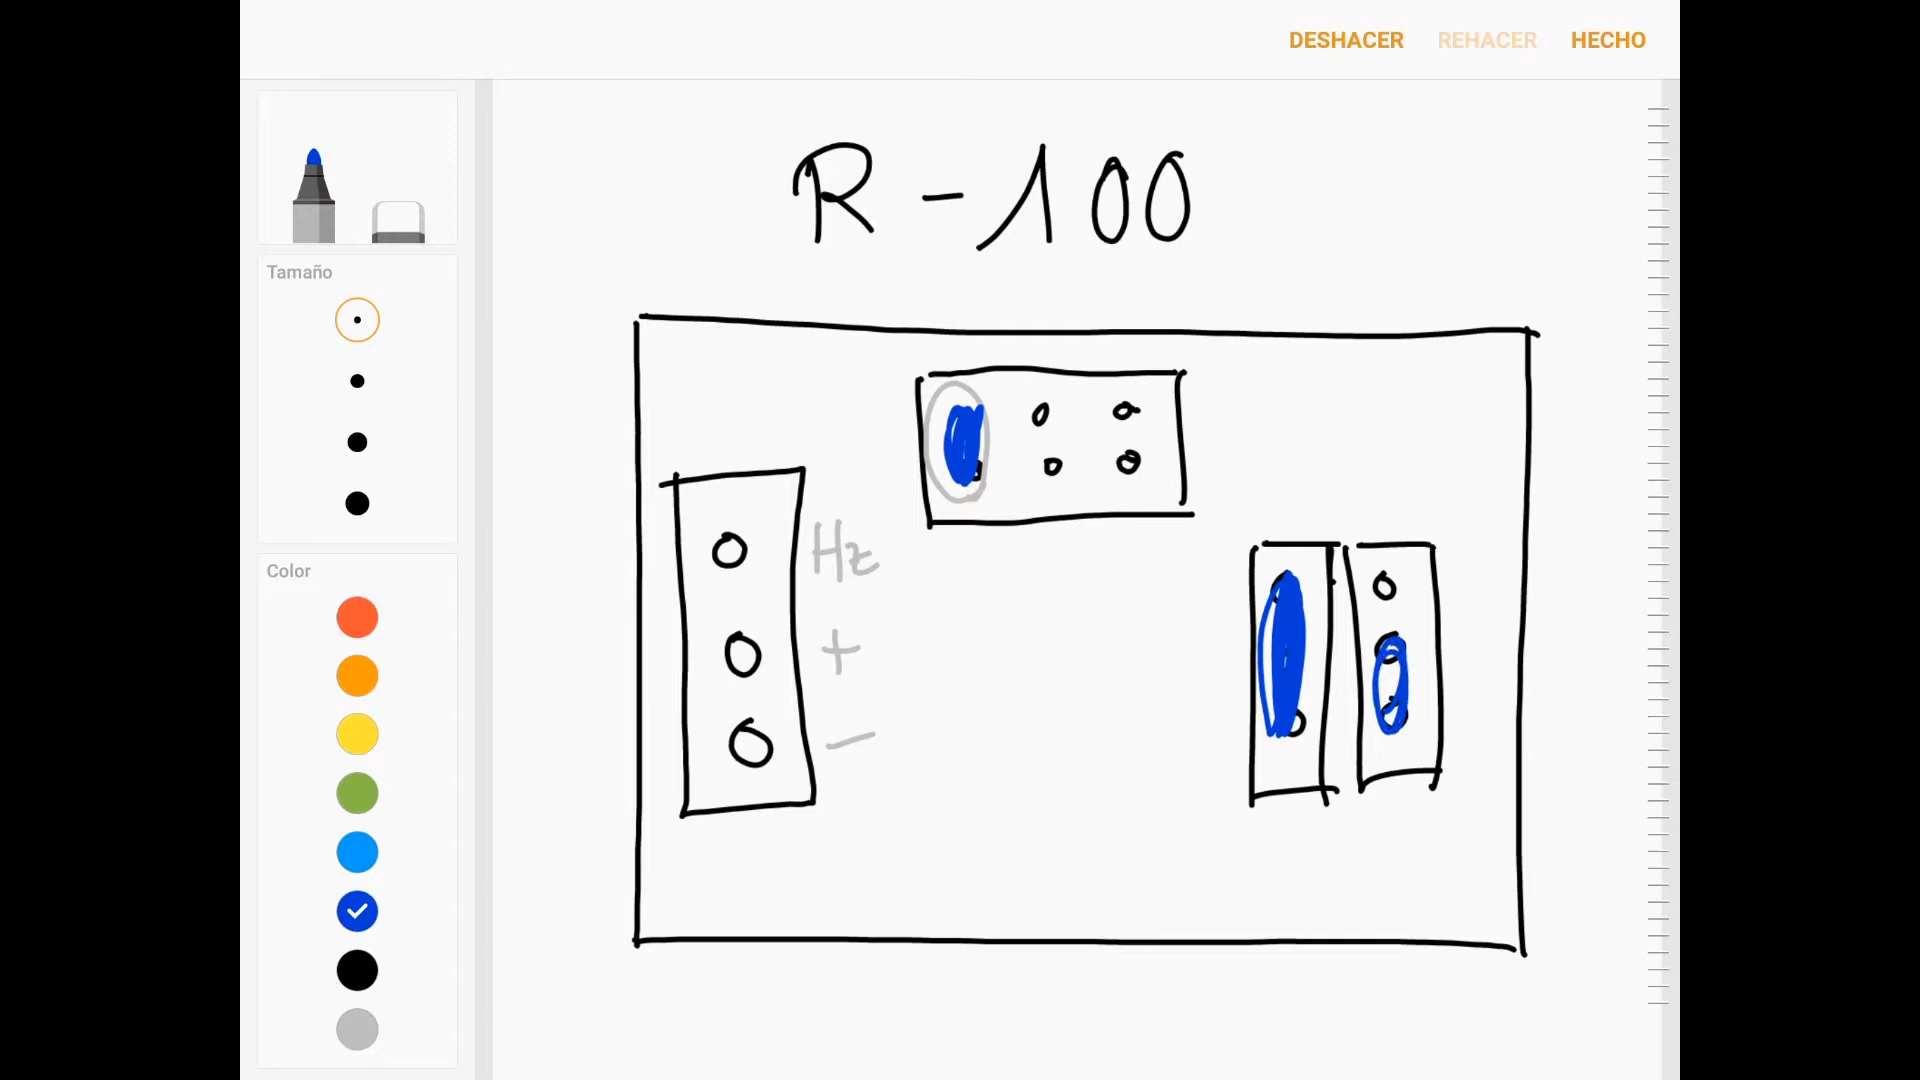 DESHACER REHACER HECHO
Tamaño
Color
R-100
Hz
+
-